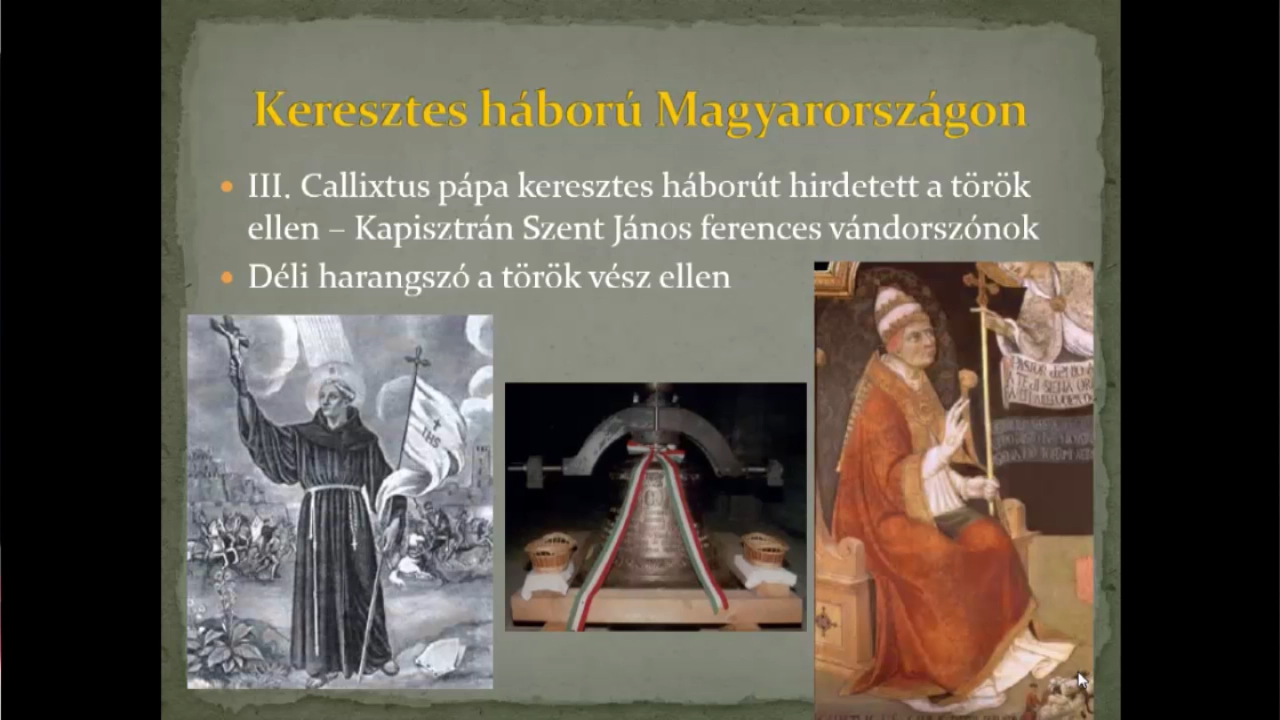 Keresztes háború Magyarországon
III. Callixtus pápa keresztes háborút hirdetett a török
ellen – Kapisztrán Szent János ferences vándorszónok
Déli harangszó a török vész ellen
IHS